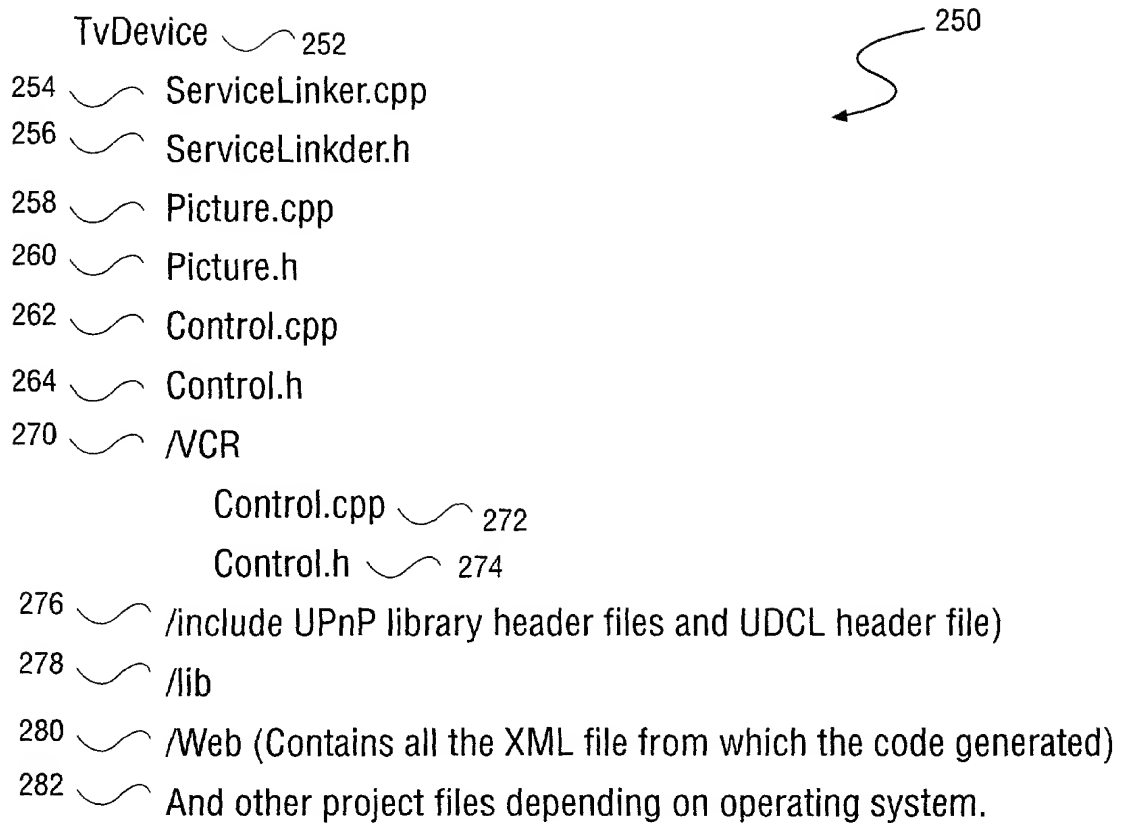 TvDevice 252 250
254 ServiceLinker.cpp
256 ServiceLinkder.h
258 Picture.cpp
260 Picture.h
262 Control.cpp
264 Control.h
270 /VCR
Control.cpp 272
Control.h 274
276 /include UPnP library header files and UDCL header file)
278 /lib
280 /Web (Contains all the XML file from which the code generated)
282 And other project files depending on operating system.